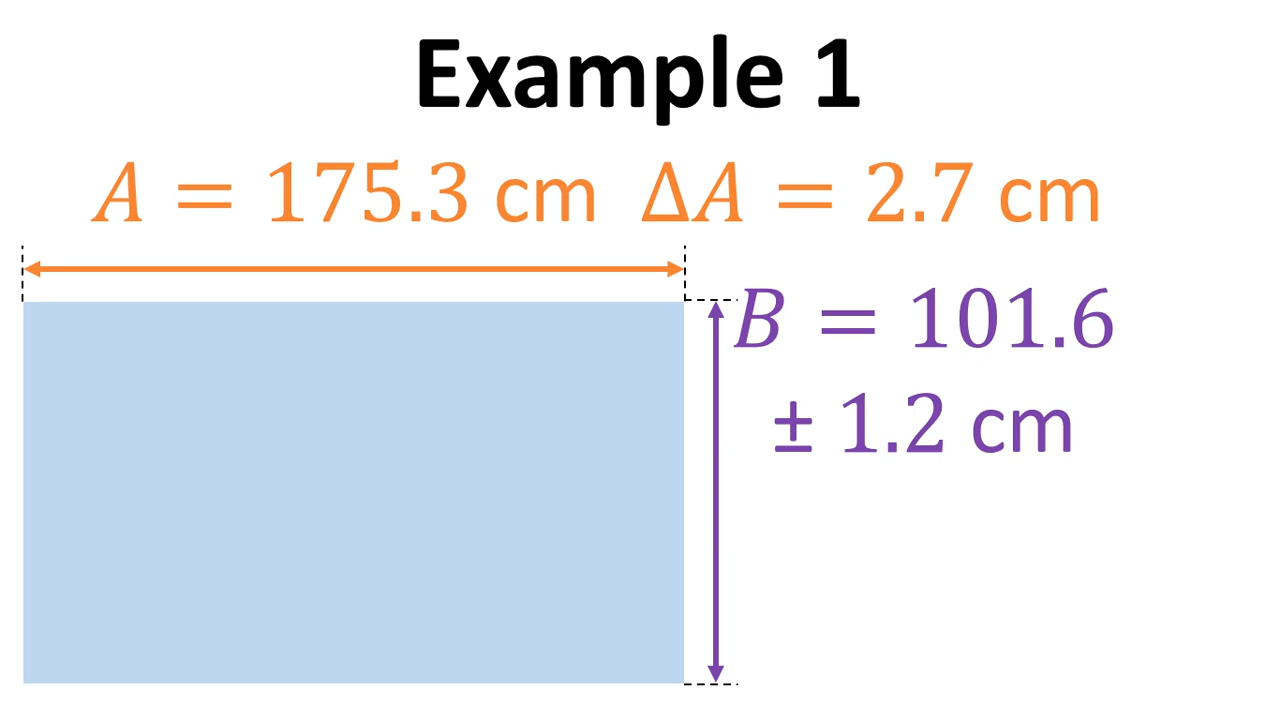 Example 1
A = 175.3 cm ΔA = 2.7 cm
B = 101.6
± 1.2 cm